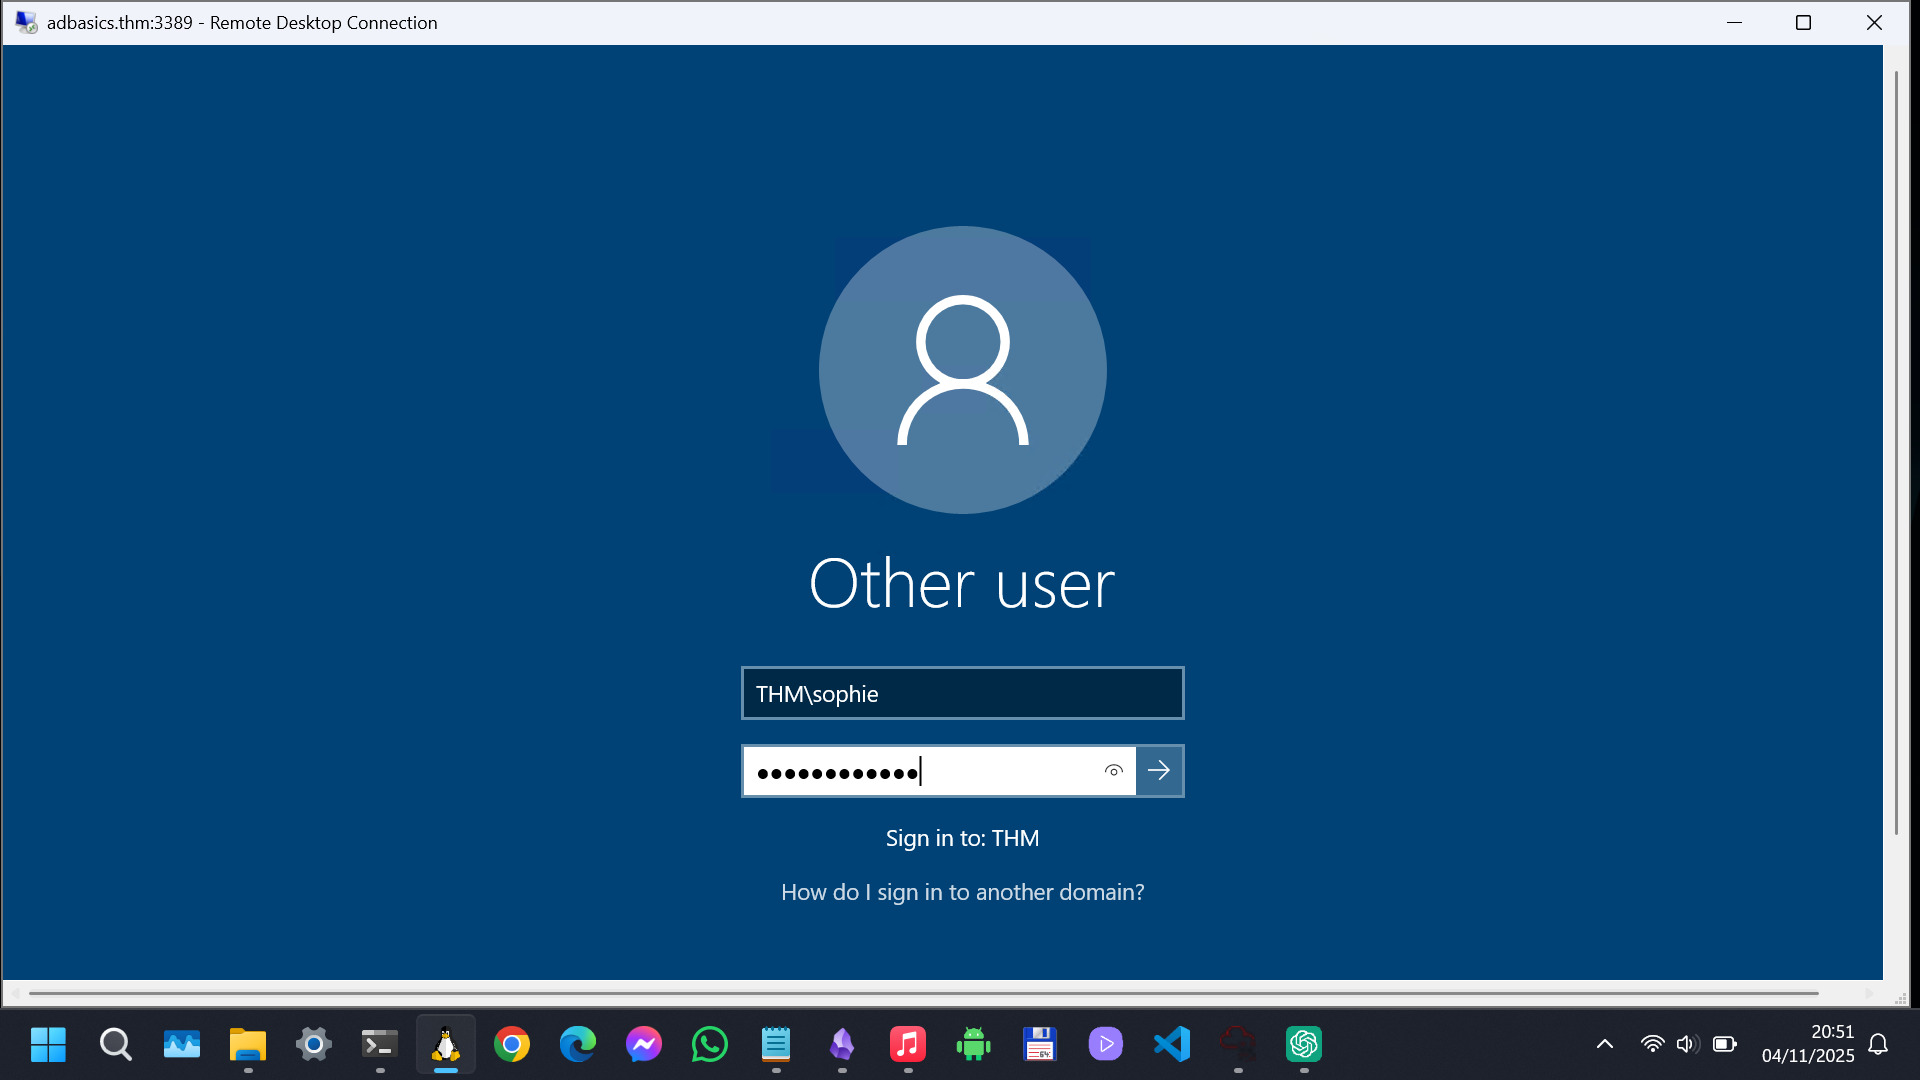 adbasics.thm:3389 - Remote Desktop Connection
Other user
THM\sophie
●●●●●●●●●●●●
Sign in to: THM
How do I sign in to another domain?
64
20:51
04/11/2025